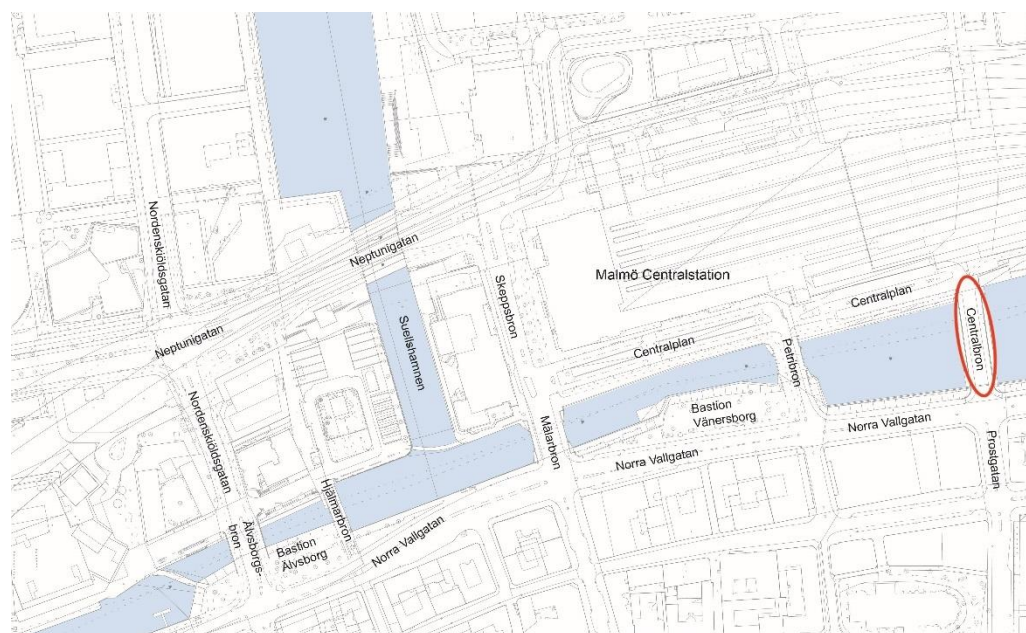 Nordenskiöldsgatan
Neptunigatan
Skeppsbron
Malmö Centralstation
Centralplan
Centralbron
Neptunigatan
Suellshamnen
Centralplan
Petribron
Nordenskiöldsgatan
Mälarbron
Bastion
Vänersborg
Norra Vallgatan
Norra Vallgatan
Prostgatan
Hjälmarbron
Älvsborgs-
bron
Bastion
Älvsborg
Norra Vallgatan